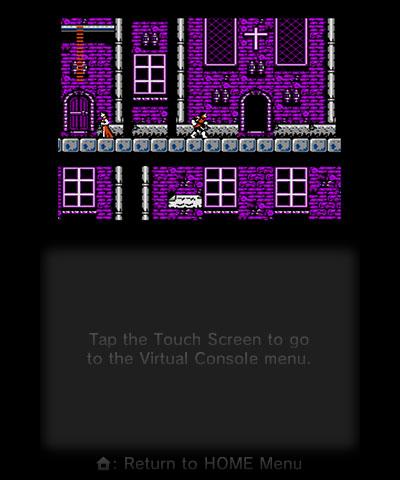 Tap the Touch Screen to go
to the Virtual Console menu.
: Return to HOME Menu